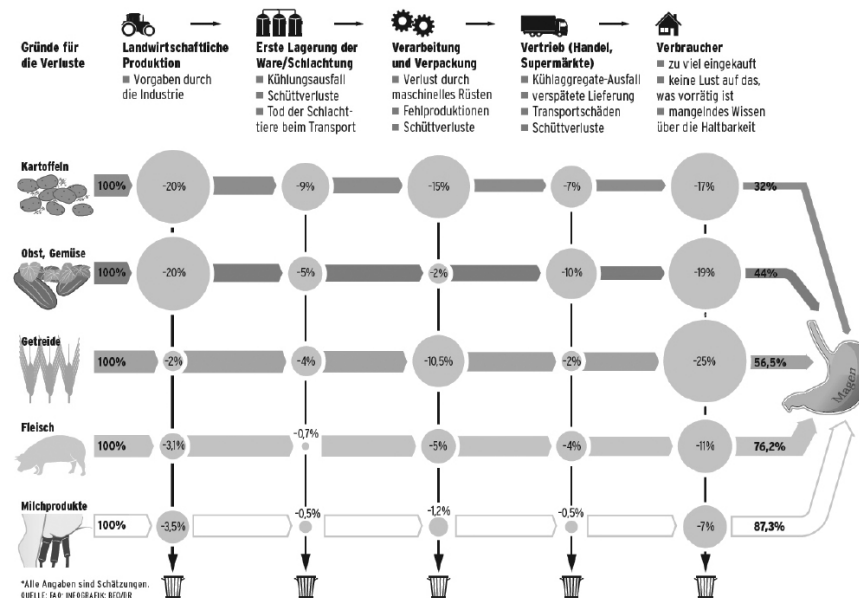 Gründe für
die Verluste
Landwirtschaftliche
Produktion
■ Vorgaben durch
die Industrie
Erste Lagerung der
Ware/Schlachtung
■ Kühlungsausfall
■ Schüttverluste
■ Tod der Schlacht-
tiere beim Transport
Verarbeitung
und Verpackung
■ Verlust durch
maschinelles Rüsten
■ Fehlproduktionen
■ Schüttverluste
Vertrieb (Handel,
Supermärkte)
■ Kühlaggregate-Ausfall
■ verspätete Lieferung
■ Transportschäden
■ Schüttverluste
Verbraucher
■ zu viel eingekauft
■ keine Lust auf das,
was vorrätig ist
■ mangelndes Wissen
über die Haltbarkeit
Kartoffeln
100% -20% -9% -15% -7% -17% 32%
Obst, Gemüse
100% -20% -5% -2% -10% -19% 44%
Getreide
100% -2% -4% -10,5% -2% -25% 56,5%
Magen
Fleisch
100% -3,1% -0,7% -5% -4% -11% 76,2%
Milchprodukte
100% -3,5% -0,5% -1,2% -0,5% -7% 87,3%
*Alle Angaben sind Schätzungen.
QUELLE: FAO; INFOGRAFIK: BEO/UR